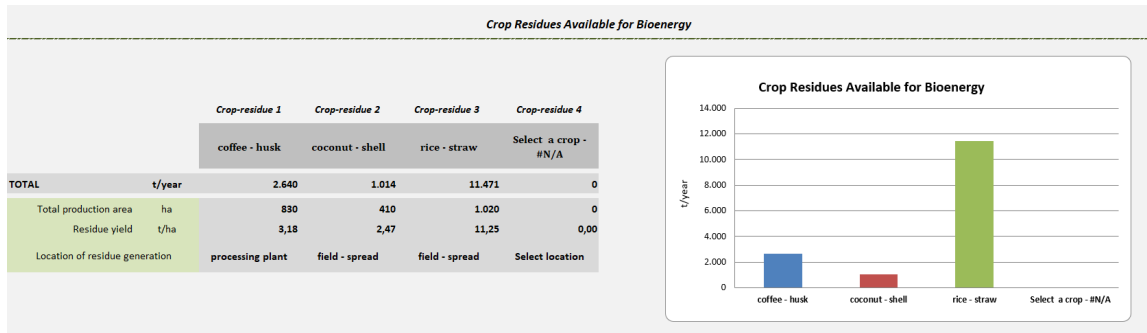 Crop Residues Available for Bioenergy
Crop-residue 1 Crop-residue 2 Crop-residue 3 Crop-residue 4
coffee - husk coconut - shell rice - straw Select a crop -
#N/A
TOTAL t/year 2.640 1.014 11.471 0
Total production area ha 830 410 1.020 0
Residue yield t/ha 3,18 2,47 11,25 0,00
Location of residue generation processing plant field - spread field - spread Select location
Crop Residues Available for Bioenergy
14.000
12.000
10.000
8.000
6.000
4.000
2.000
0
t/year
coffee - husk coconut - shell rice - straw Select a crop - #N/A